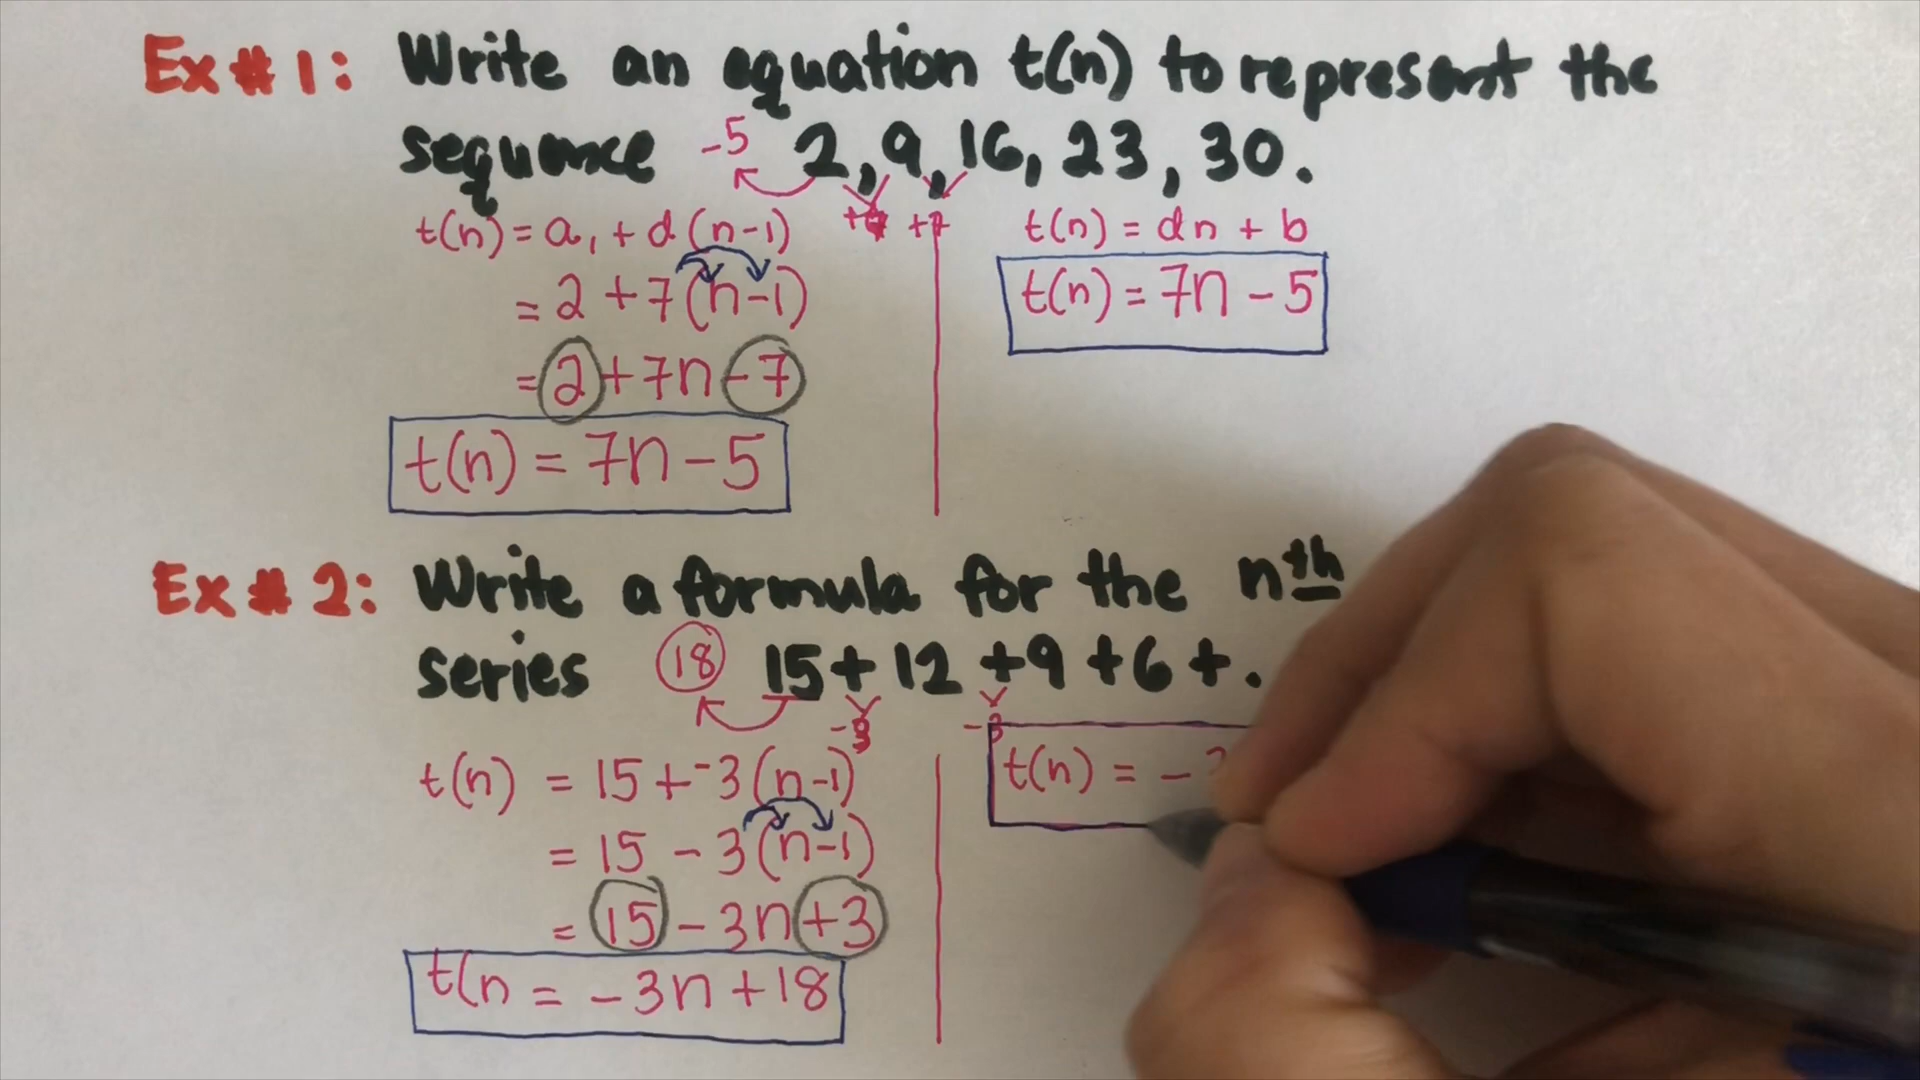 Ex# 1: Write an equation t(n) to represent the
sequence -5 2, 9, 16, 23, 30.
+7 +7
t(n) = a₁ + d(n-1)
= 2 + 7(n-1)
= 2 + 7n - 7
t(n) = 7n - 5
t(n) = dn + b
t(n) = 7n - 5
Ex# 2: Write a formula for the nth
series 18 15 + 12 + 9 + 6 + .
-3 -3
t(n) = 15 + -3(n-1)
= 15 - 3(n-1)
= 15 - 3n + 3
t(n = -3n + 18
t(n) = -